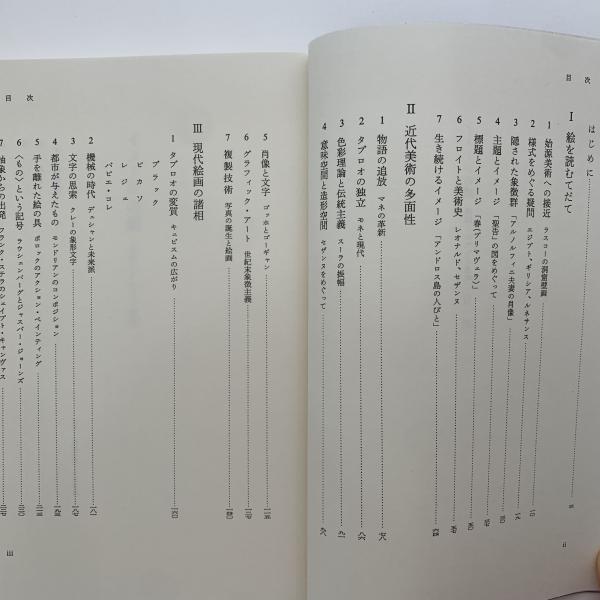 目次
はじめに
I 絵を読むてだて
1 始源美術への接近 ラスコーの洞窟壁画
2 様式をめぐる疑問 エジプト、ギリシア、ルネサンス
3 隠された象徴群 「アルノルフィニ夫妻の肖像」
4 主題とイメージ 「聖告」の図をめぐって
5 標題とイメージ 「春(プリマヴェラ)」
6 フロイトと美術史 レオナルド、セザンヌ
7 生き続けるイメージ 「アンドロス島の人びと」
II 近代美術の多面性
1 物語の追放 マネの革新
2 タブロオの独立 モネと現代
3 色彩理論と伝統主義 スーラの振幅
4 意味空間と造形空間 セザンヌをめぐって
ii
目次
5 肖像と文字 ゴッホとゴーギャン
6 グラフィック・アート 世紀末象徴主義
7 複製技術 写真の誕生と絵画
III 現代絵画の諸相
1 タブロオの変質 キュビスムの広がり
ブラック
ピカソ
レジェ
パピエ・コレ
2 機械の時代 デュシャンと未来派
3 文字の思索 クレーの象形文字
4 都市が与えたもの モンドリアンのコンポジション
5 手を離れた絵の具 ポロックのアクション・ペインティング
6 〈もの〉という記号 ラウシェンバーグとジャスパー・ジョーンズ
7 抽象からの出発 フランク・ステラのシェイプト・キャンヴァス
iii